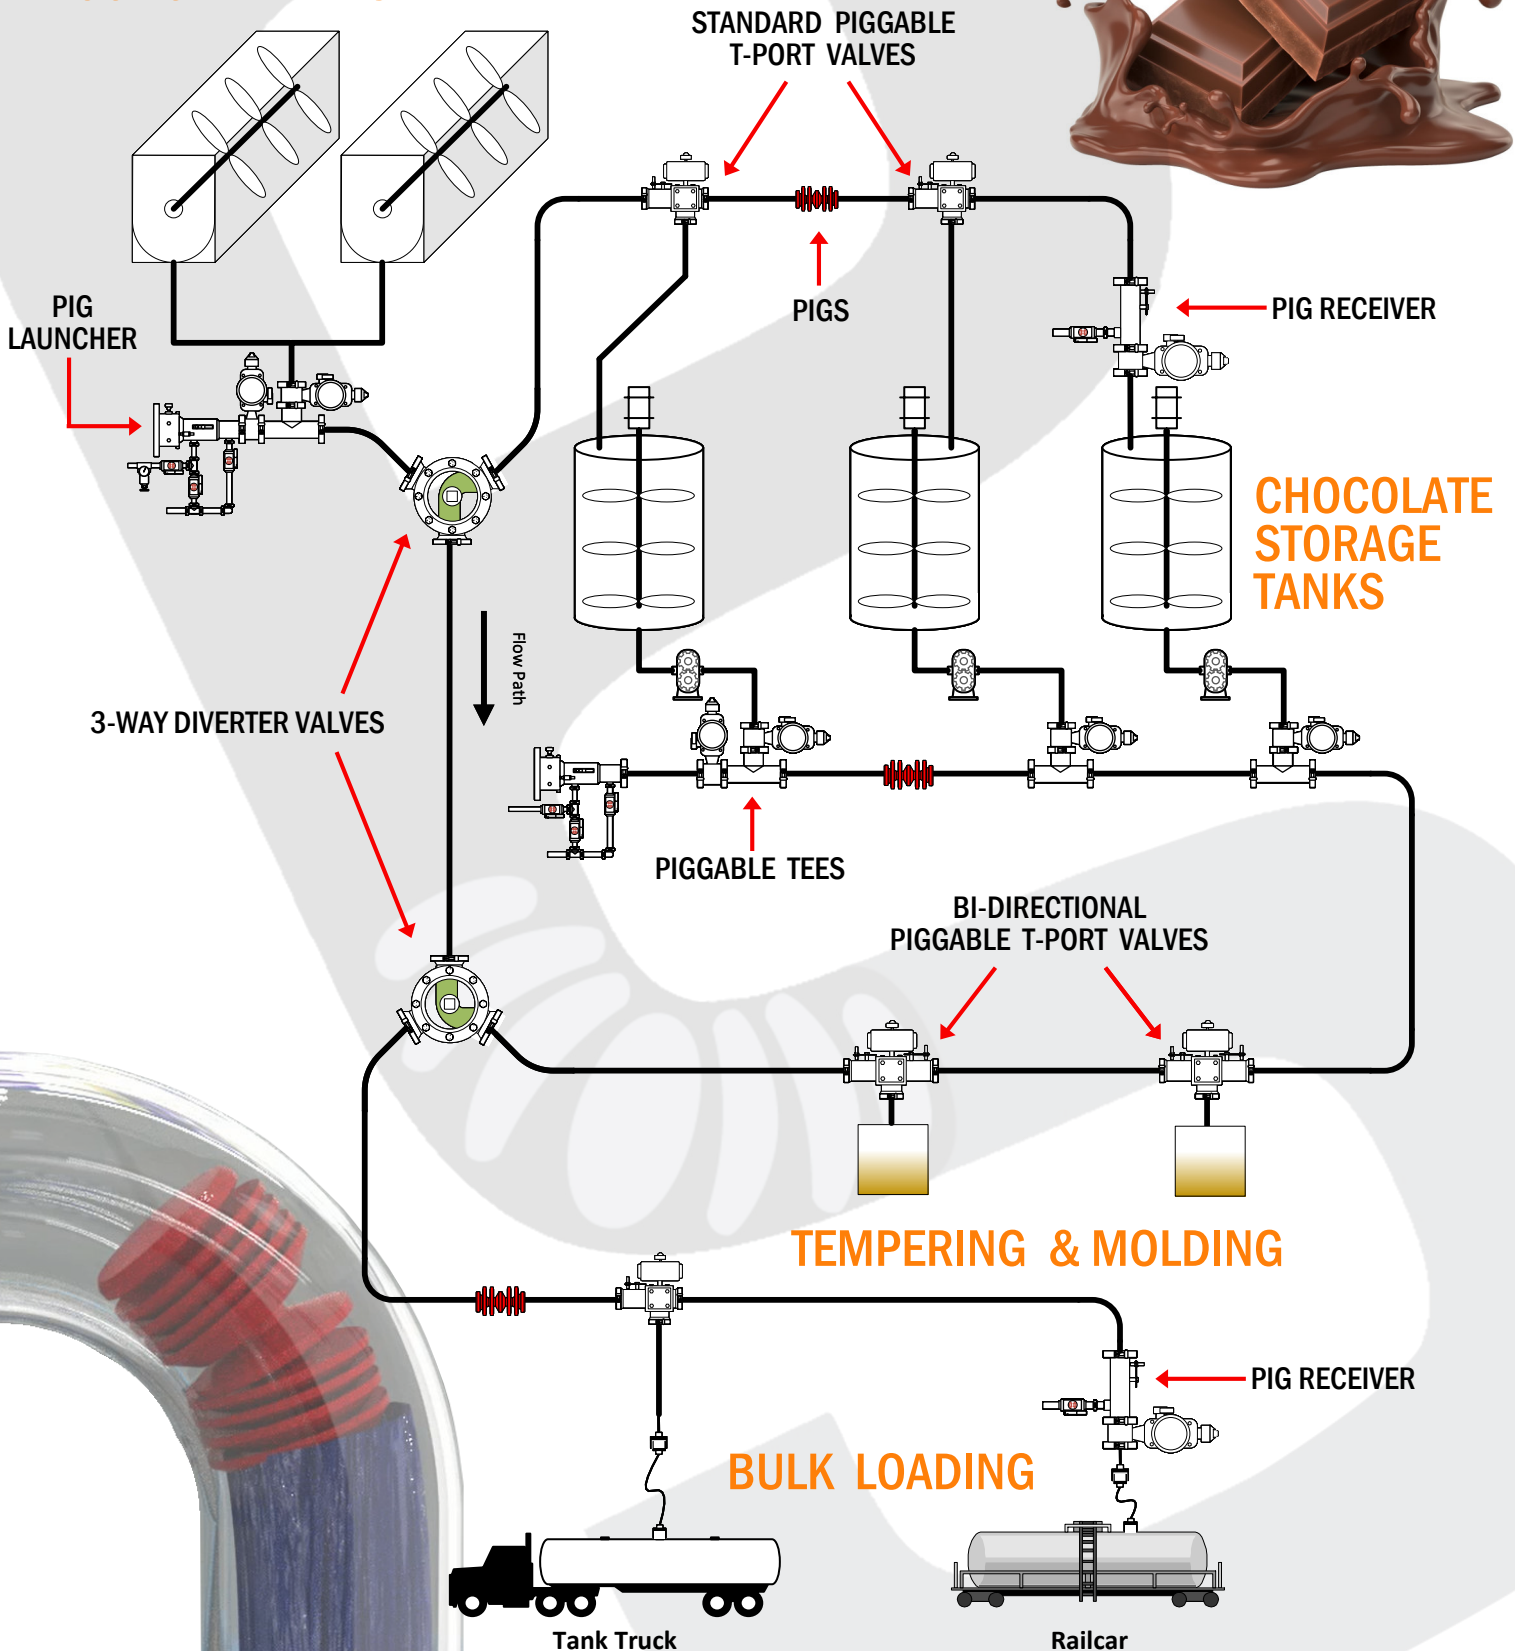 STANDARD PIGGABLE
T-PORT VALVES
PIG
LAUNCHER
PIGS
PIG RECEIVER
CHOCOLATE
STORAGE
TANKS
Flow Path
3-WAY DIVERTER VALVES
PIGGABLE TEES
BI-DIRECTIONAL
PIGGABLE T-PORT VALVES
TEMPERING & MOLDING
PIG RECEIVER
BULK LOADING
Tank Truck
Railcar